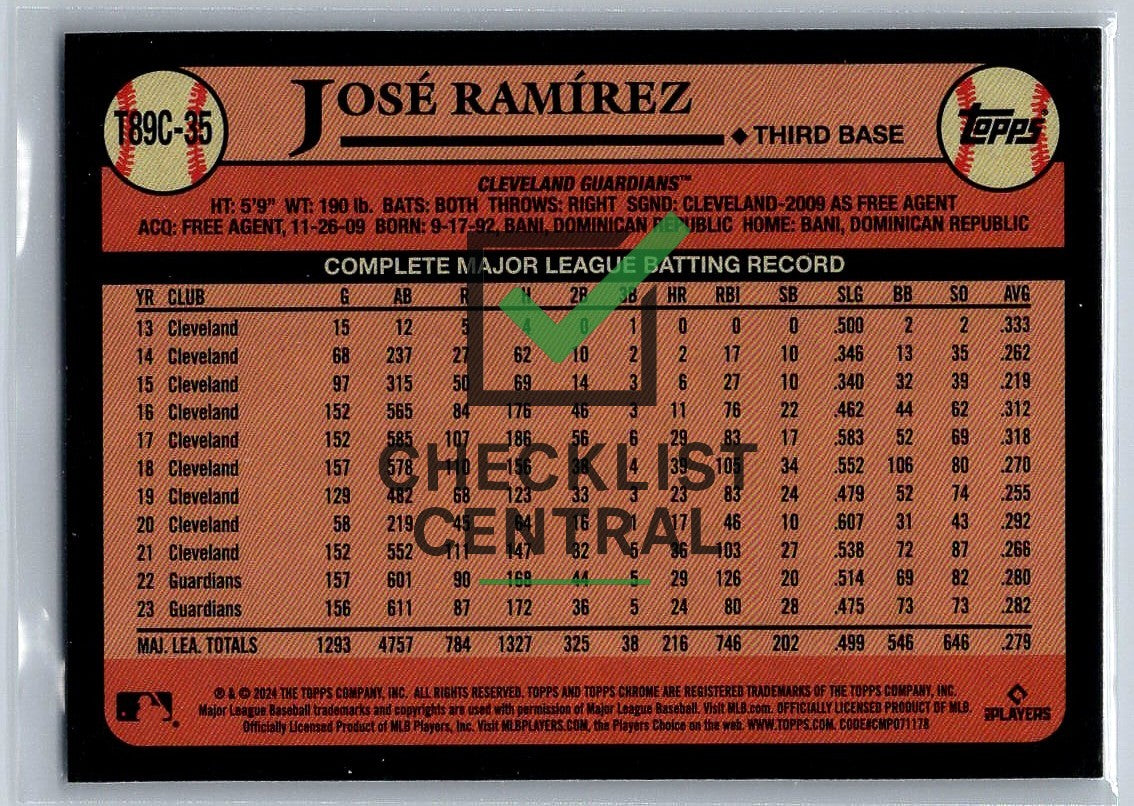 T89C-35
JOSÉ RAMÍREZ
THIRD BASE
topps
CLEVELAND GUARDIANS™
HT: 5'9" WT: 190 lb. BATS: BOTH THROWS: RIGHT SGND: CLEVELAND-2009 AS FREE AGENT
ACQ: FREE AGENT, 11-26-09 BORN: 9-17-92, BANI, DOMINICAN REPUBLIC HOME: BANI, DOMINICAN REPUBLIC
COMPLETE MAJOR LEAGUE BATTING RECORD
YR CLUB G AB R H 2B 3B HR RBI SB SLG BB SO AVG
13 Cleveland 15 12 5 4 0 1 0 0 0 .500 2 2 .333
14 Cleveland 68 237 27 62 10 2 2 17 10 .346 13 35 .262
15 Cleveland 97 315 50 69 14 3 6 27 10 .340 32 39 .219
16 Cleveland 152 565 84 176 46 3 11 76 22 .462 44 62 .312
17 Cleveland 152 585 107 186 56 6 29 83 17 .583 52 69 .318
18 Cleveland 157 578 110 156 38 4 39 105 34 .552 106 80 .270
19 Cleveland 129 482 68 123 33 3 23 83 24 .479 52 74 .255
20 Cleveland 58 219 45 64 16 1 17 46 10 .607 31 43 .292
21 Cleveland 152 552 111 147 32 5 36 103 27 .538 72 87 .266
22 Guardians 157 601 90 168 44 5 29 126 20 .514 69 82 .280
23 Guardians 156 611 87 172 36 5 24 80 28 .475 73 73 .282
MAJ. LEA. TOTALS 1293 4757 784 1327 325 38 216 746 202 .499 546 646 .279
CHECKLIST
CENTRAL
® & © 2024 THE TOPPS COMPANY, INC. ALL RIGHTS RESERVED. TOPPS AND TOPPS CHROME ARE REGISTERED TRADEMARKS OF THE TOPPS COMPANY, INC.
Major League Baseball trademarks and copyrights are used with permission of Major League Baseball. Visit MLB.com. OFFICIALLY LICENSED PRODUCT OF MLB.
Officially Licensed Product of MLB Players, Inc. Visit MLBPLAYERS.COM, the Players Choice on the web. WWW.TOPPS.COM. CODE#CMP071178
MLBPLAYERS